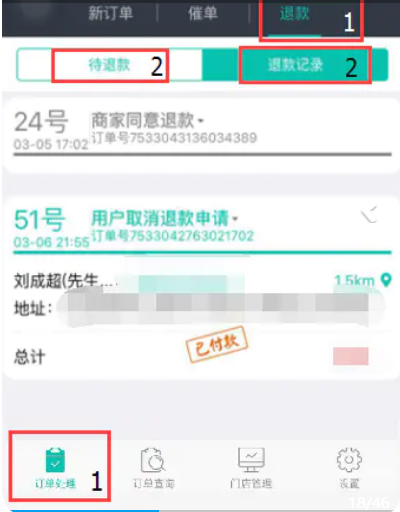 新订单 催单 退款 1
待退款 2 退款记录 2
24号 商家同意退款
03-05 17:02 订单号7533043136034389
51号 用户取消退款申请
03-06 21:55 订单号7533042763021702
刘成超(先生... 1.5km
地址：
已付款
总计
1
订单处理 订单查询 门店管理 设置
18/46